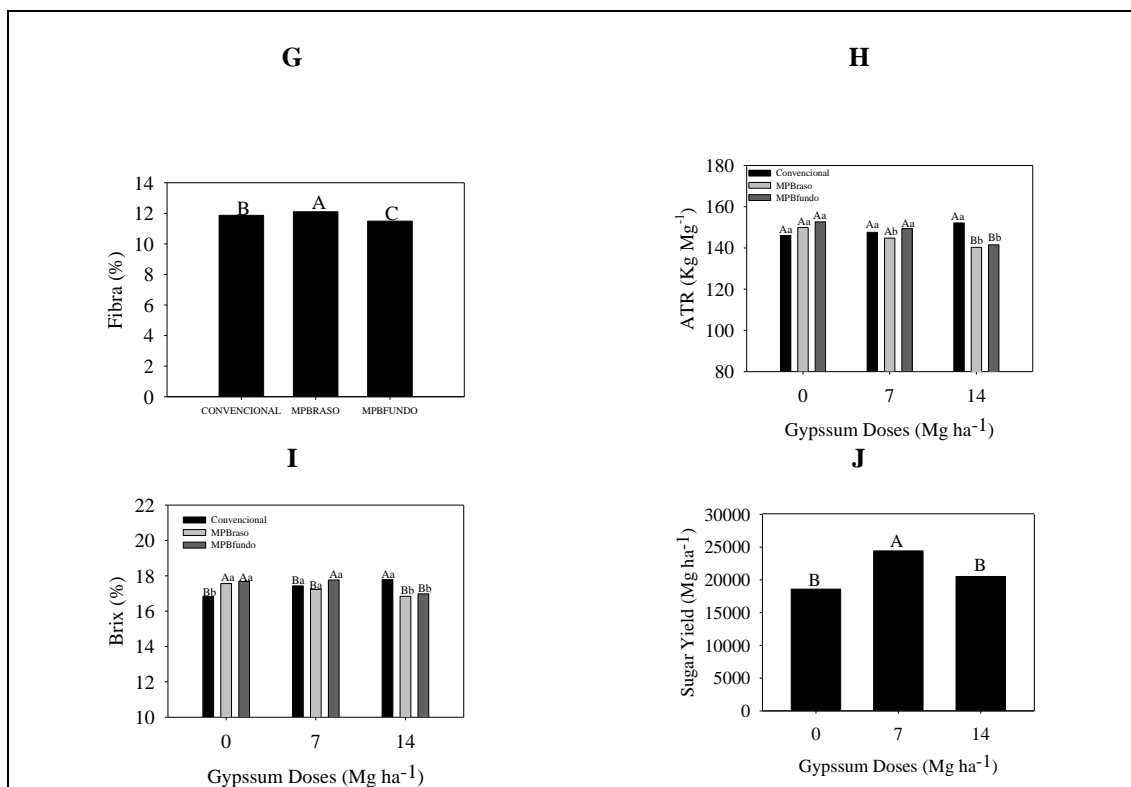 G
14
12
10
8
6
4
2
0
Fibra (%)
B
A
C
CONVENCIONAL MPBRASO MPBFUNDO
H
180
160
140
120
100
80
ATR (Kg Mg-1)
Convencional
MPBraso
MPBfundo
Aa Aa Aa
Aa Ab Aa
Aa Bb Bb
0 7 14
Gypssum Doses (Mg ha-1)
I
22
20
18
16
14
12
10
Brix (%)
Convencional
MPBraso
MPBfundo
Bb Aa Aa
Ba Ba Aa
Aa Bb Bb
0 7 14
Gypssum Doses (Mg ha-1)
J
30000
25000
20000
15000
10000
5000
0
Sugar Yield (Mg ha-1)
B
A
B
0 7 14
Gypssum Doses (Mg ha-1)